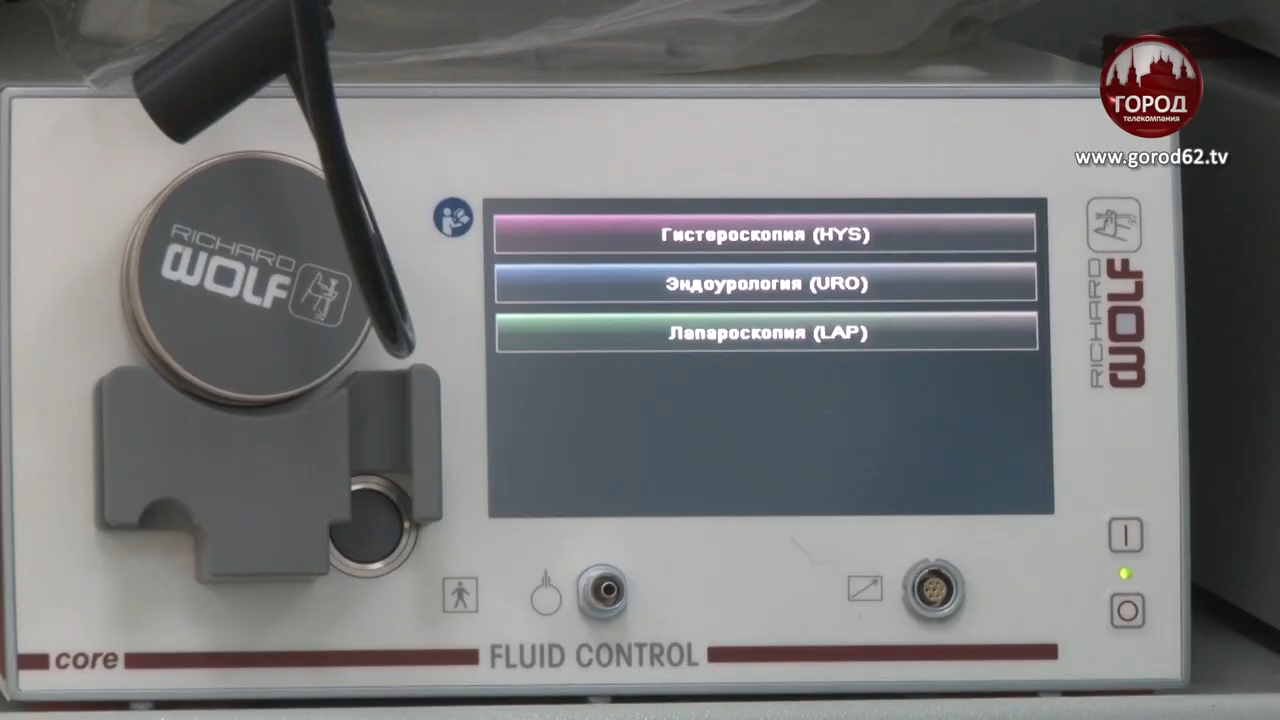 ГОРОД
телекомпания
www.gorod62.tv
RICHARD
WOLF
Гистероскопия (HYS)
Эндоурология (URO)
Лапароскопия (LAP)
RICHARD
WOLF
core
FLUID CONTROL